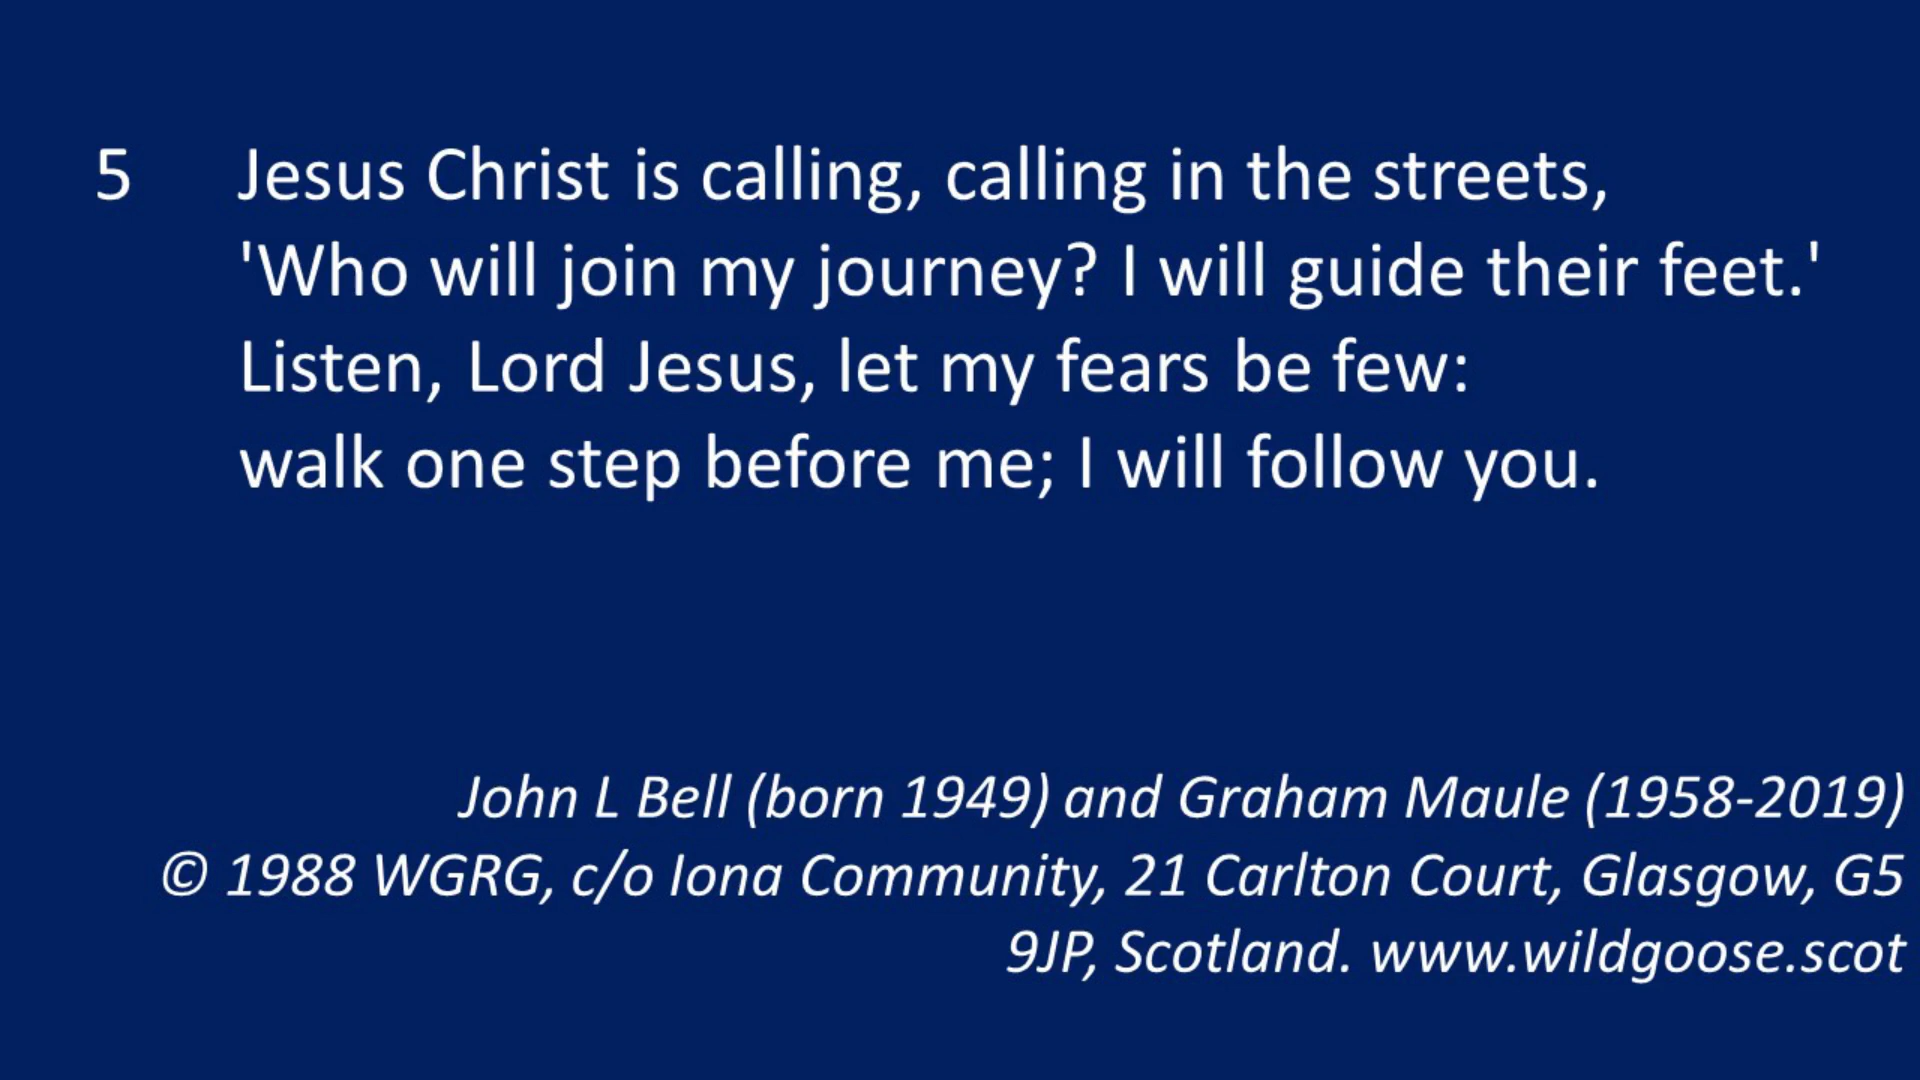 5 Jesus Christ is calling, calling in the streets,
'Who will join my journey? I will guide their feet.'
Listen, Lord Jesus, let my fears be few:
walk one step before me; I will follow you.
John L Bell (born 1949) and Graham Maule (1958-2019)
© 1988 WGRG, c/o Iona Community, 21 Carlton Court, Glasgow, G5
9JP, Scotland. www.wildgoose.scot